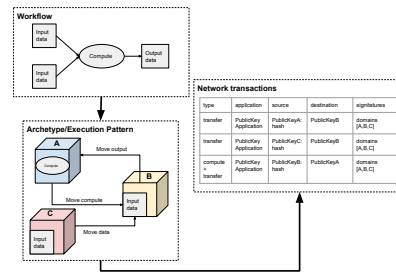 Workflow
Input
data
Input
data
Compute
Output
data
Archetype/Execution Pattern
A
Compute
Move output
B
Input
data
Move compute
C
Input
data
Move data
Network transactions
type application source destination signitatures
transfer PublicKey PublicKeyA: PublicKeyB domains
Application hash [A,B,C]
transfer PublicKey PublicKeyC: PublicKeyB domains
Application hash [A,B,C]
compute PublicKey PublicKeyB: PublicKeyA domains
+ Application hash [A,B,C]
transfer